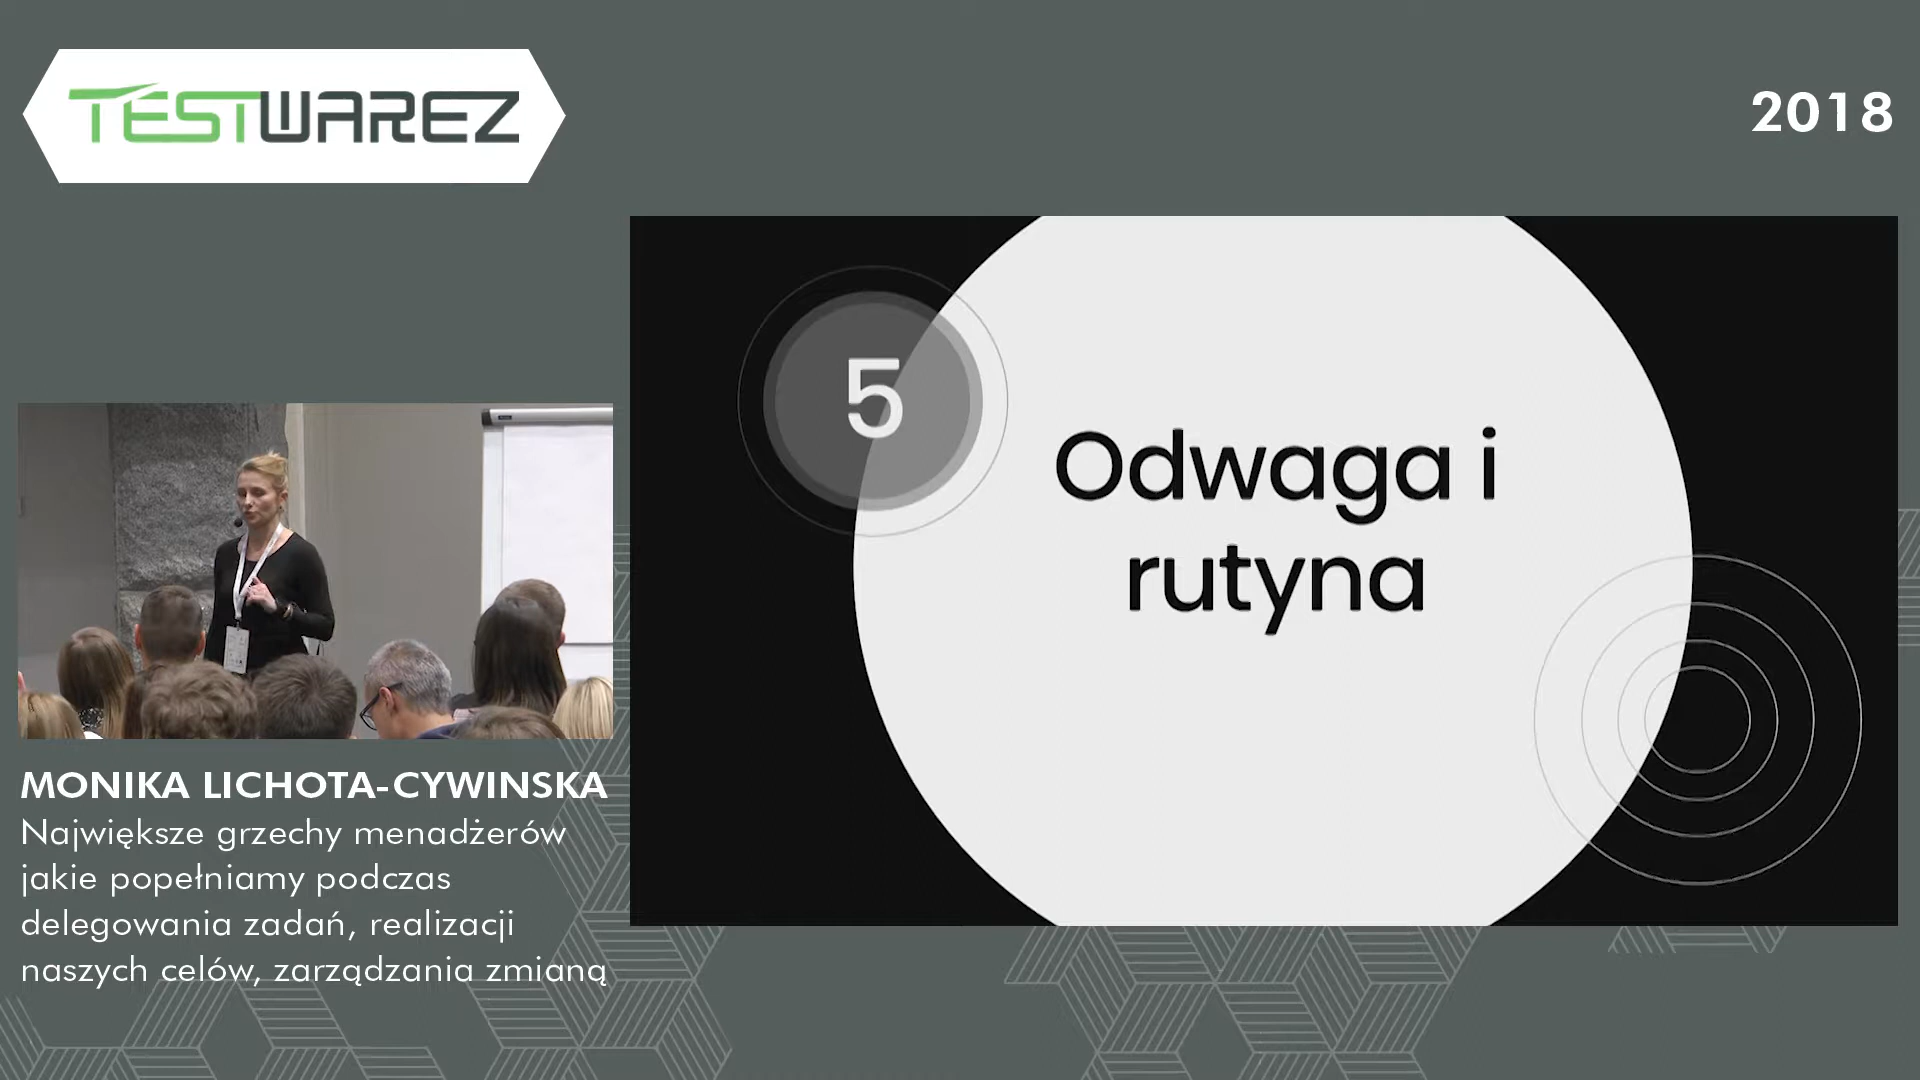 TESTWAREZ
2018
5
Odwaga i
rutyna
MONIKA LICHOTA-CYWINSKA
Największe grzechy menadżerów
jakie popełniamy podczas
delegowania zadań, realizacji
naszych celów, zarządzania zmianą